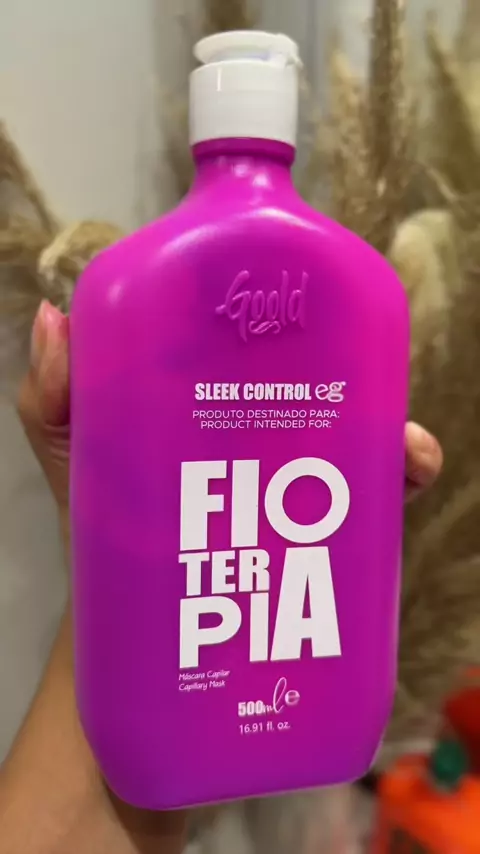 Goold
SLEEK CONTROL eg
PRODUTO DESTINADO PARA:
PRODUCT INTENDED FOR:
FIO
TER
PIA
Máscara Capilar
Capillary Mask
500ml e
16.91 fl. oz.